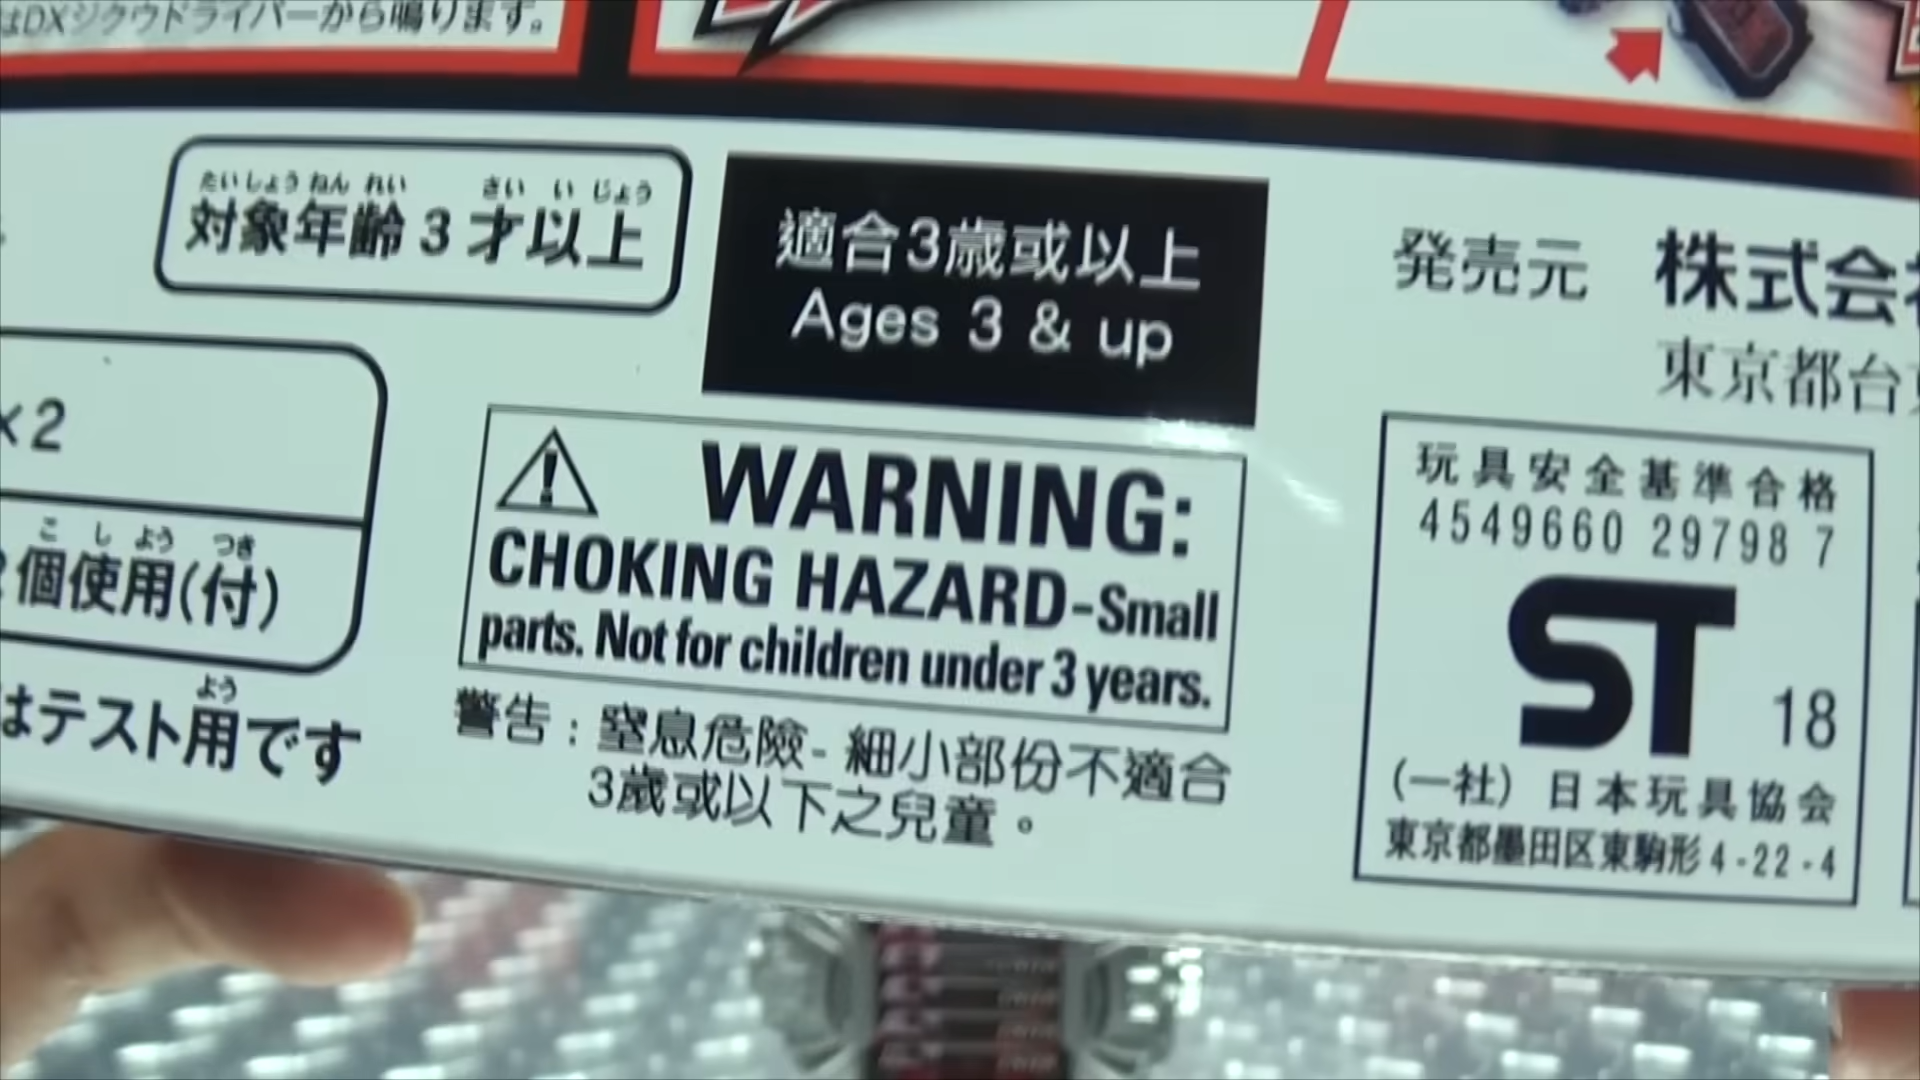 はDXジクウドライバーから鳴ります。
たいしょう ねん れい さい い じょう
対象年齢3才以上
適合3歳或以上
Ages 3 & up
発売元 株式会
東京都台
×2
こ し よう つき
個使用(付)
よう
はテスト用です
WARNING:
CHOKING HAZARD-Small
parts. Not for children under 3 years.
警告：窒息危險-細小部份不適合
3歲或以下之兒童。
玩具安全基準合格
4549660 29798 7
ST 18
(一社) 日本玩具協会
東京都墨田区東駒形4-22-4